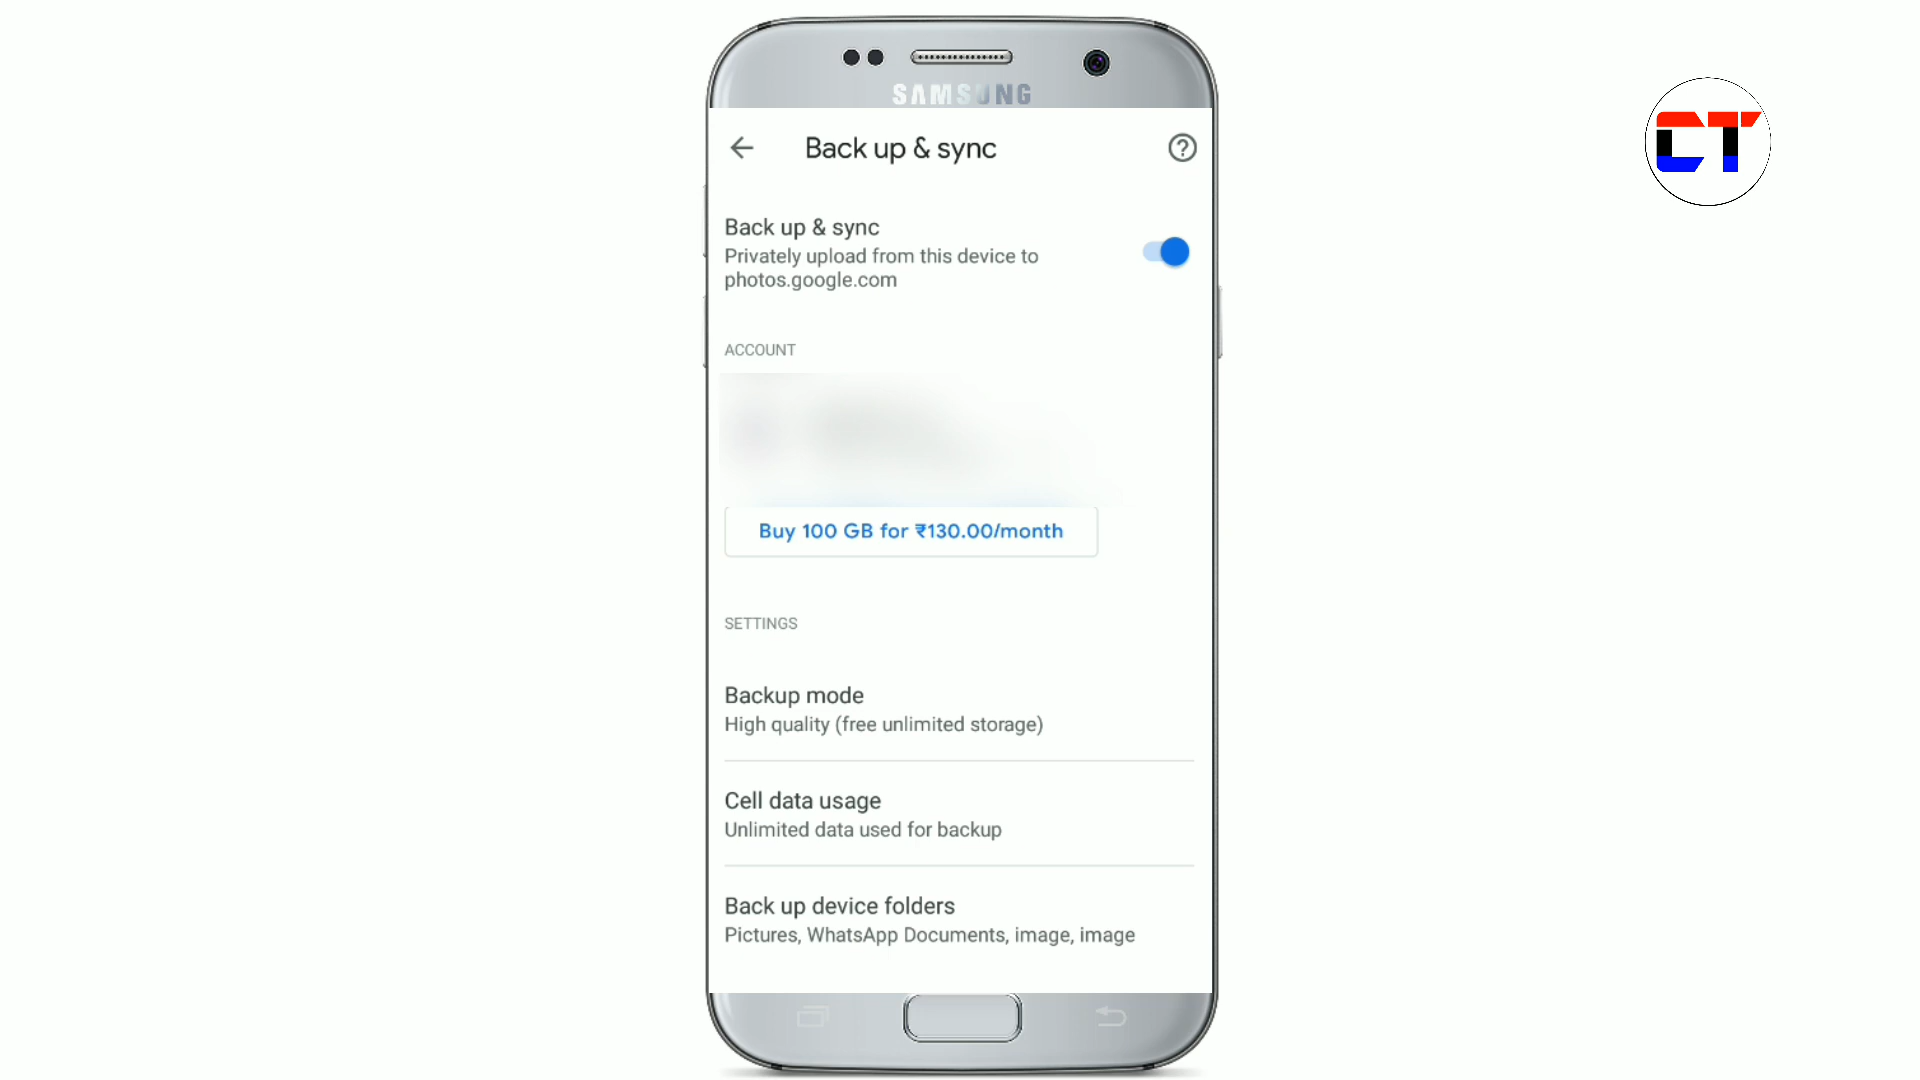 SAMSUNG
CT
Back up & sync
Back up & sync
Privately upload from this device to
photos.google.com
ACCOUNT
Buy 100 GB for ₹130.00/month
SETTINGS
Backup mode
High quality (free unlimited storage)
Cell data usage
Unlimited data used for backup
Back up device folders
Pictures, WhatsApp Documents, image, image